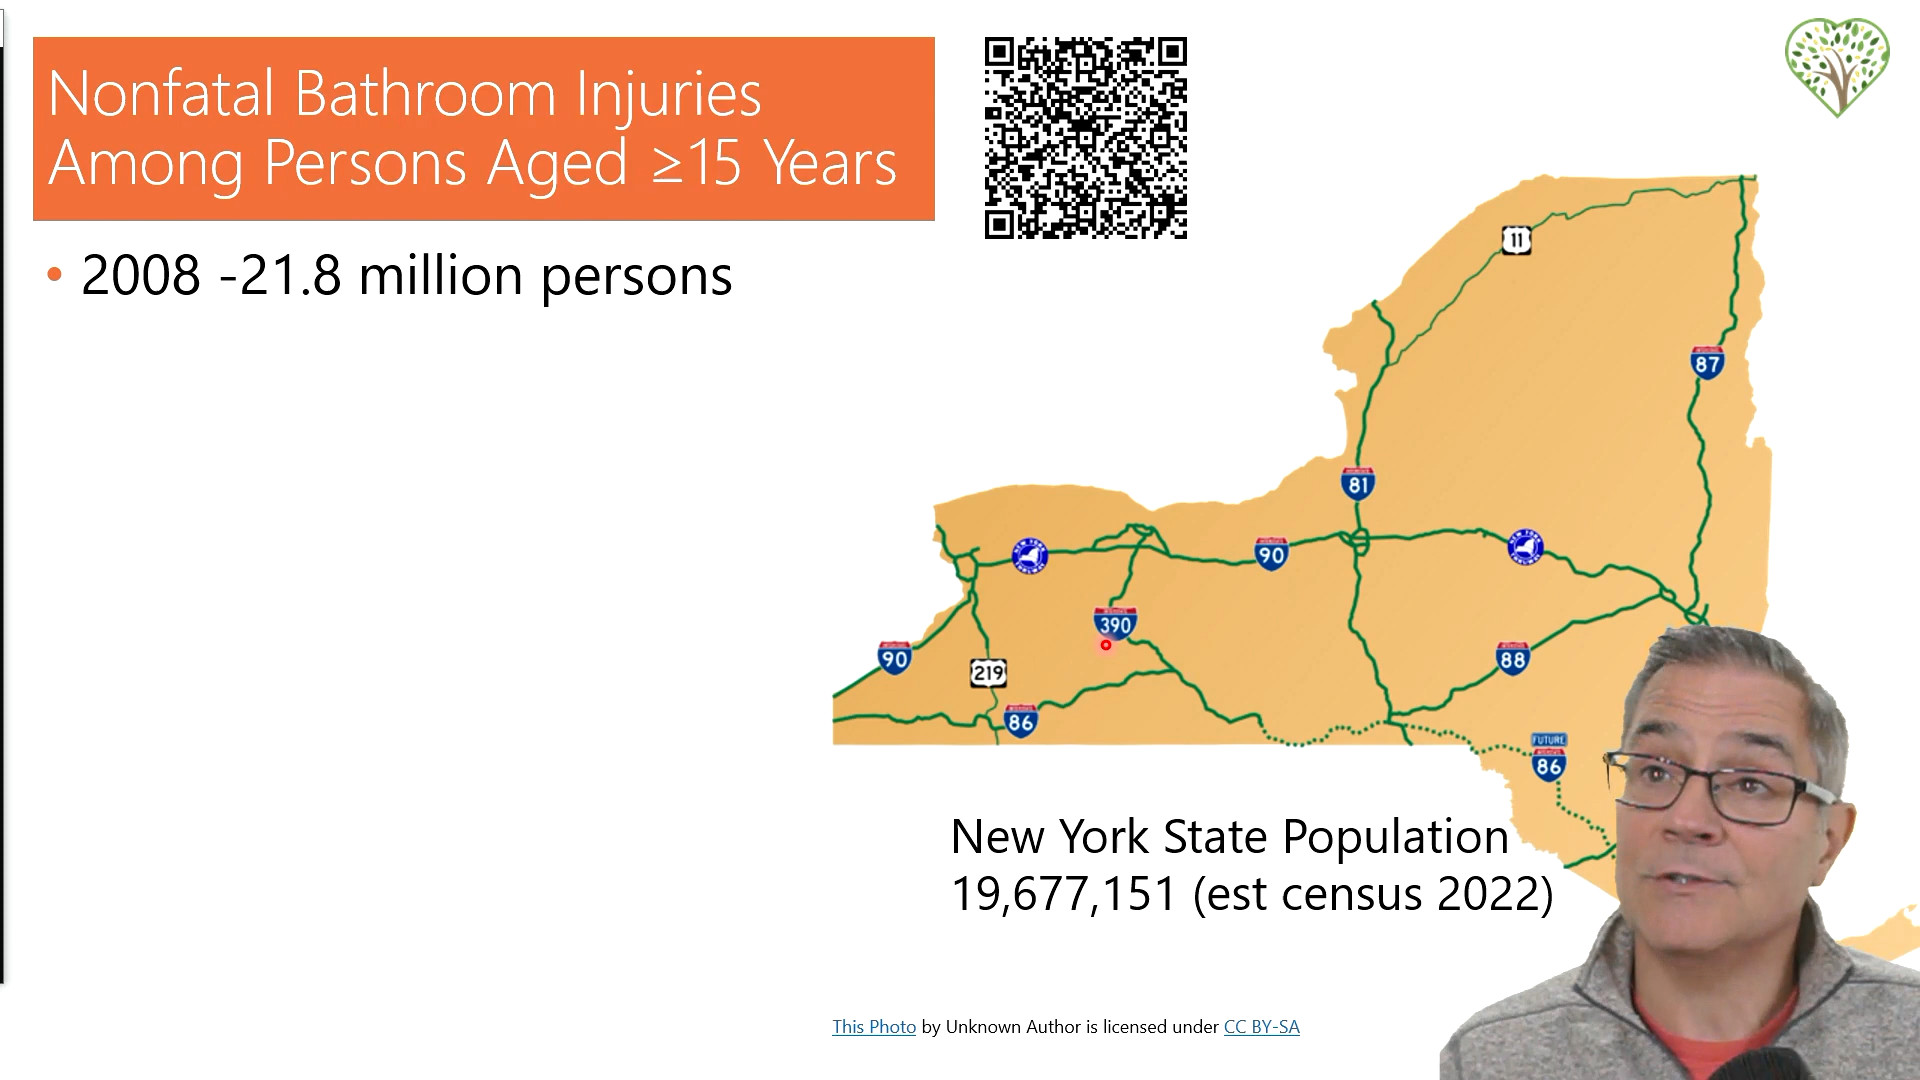 Nonfatal Bathroom Injuries
Among Persons Aged ≥15 Years
• 2008 -21.8 million persons
11
87
81
90
390
90
219
88
86
FUTURE
86
New York State Population
19,677,151 (est census 2022)
This Photo by Unknown Author is licensed under CC BY-SA